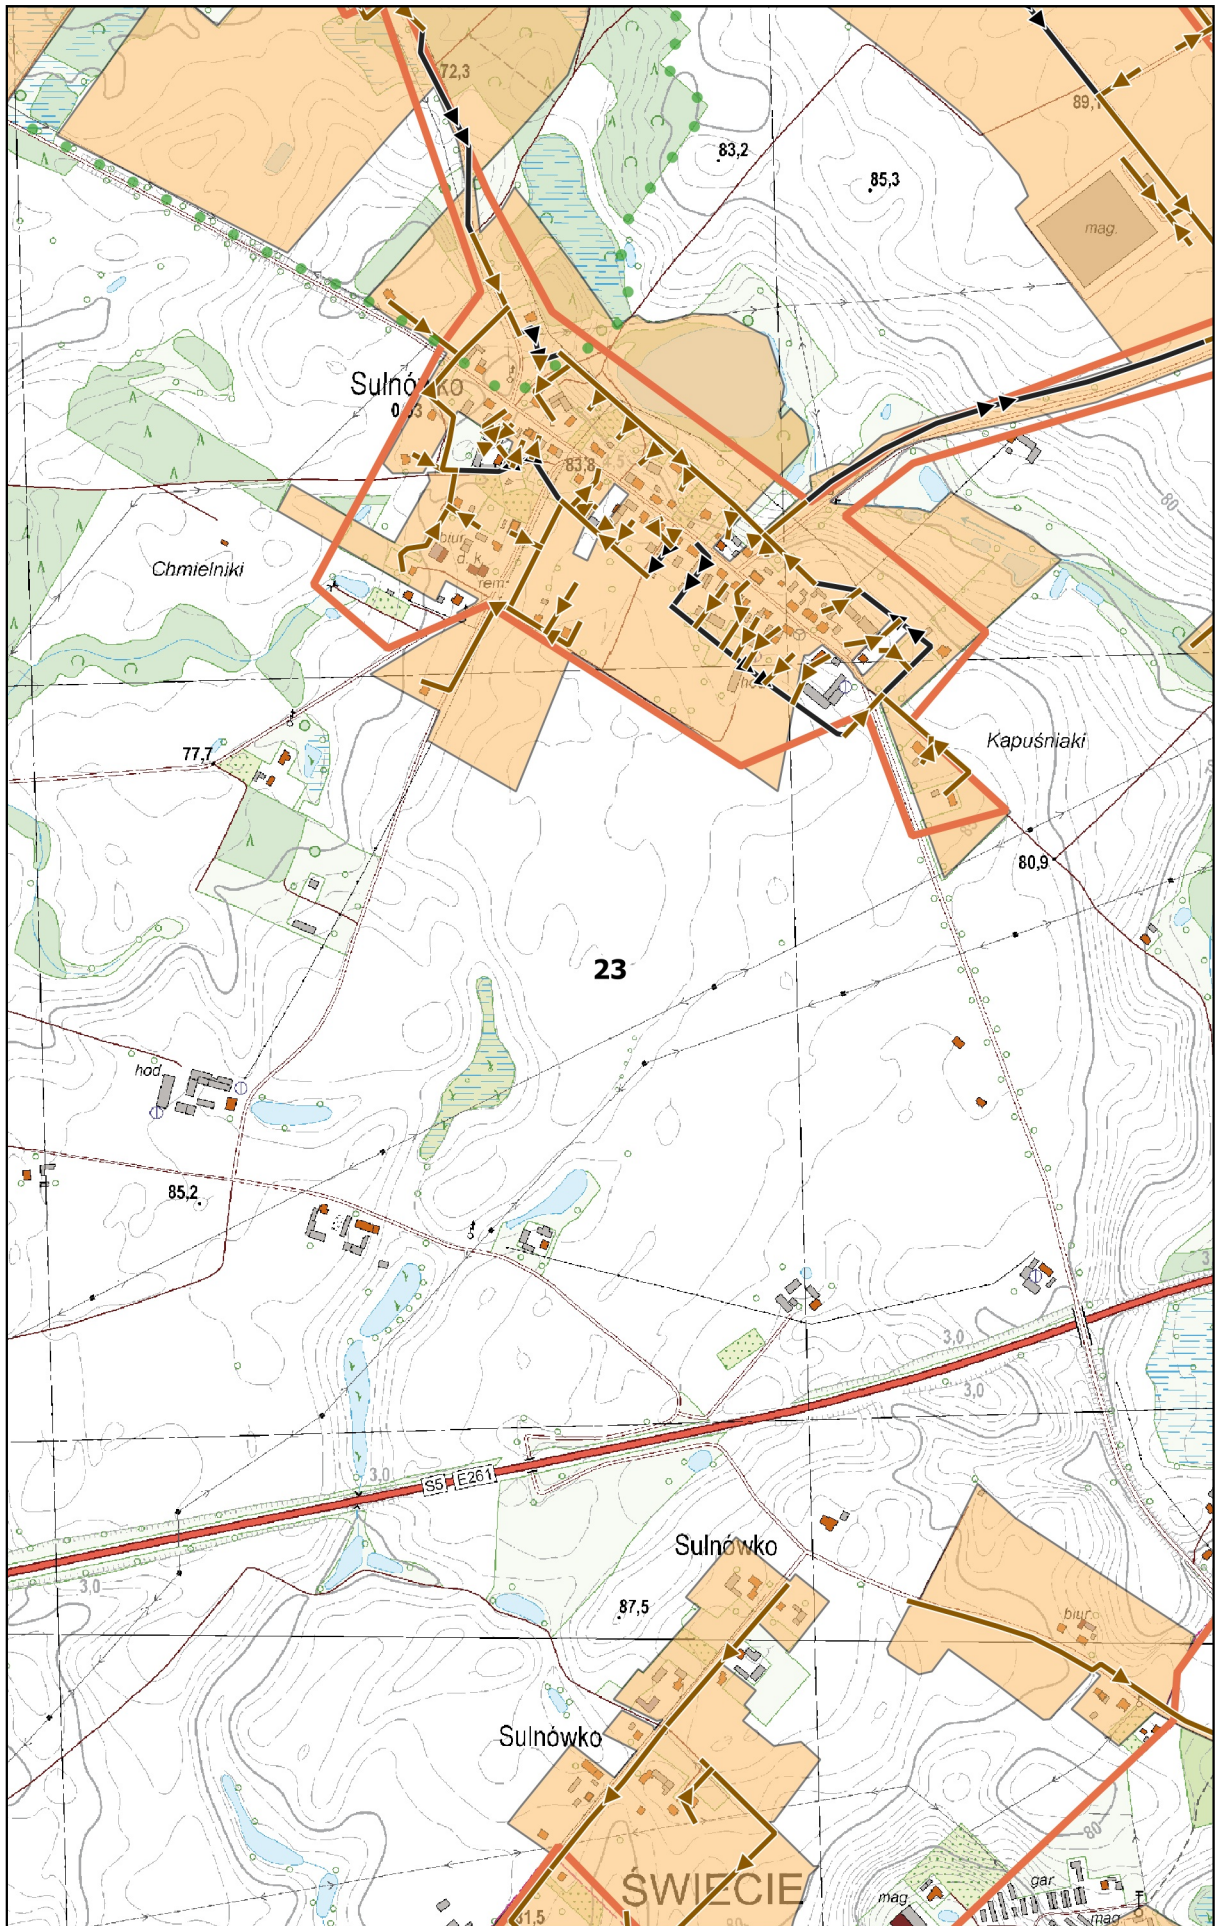 72,3
89,1
83,2
85,3
mag.
Sulnówko
83,8
80
biur.
d. k.
rem.
Chmielniki
Kapuśniaki
77,7
80,9
23
hod.
85,2
3,0
3,0
3,0
S5
E261
3,0
Sulnówko
87,5
biur.
Sulnówko
80
ŚWIECIE
mag.
gar.
mag.
81,5